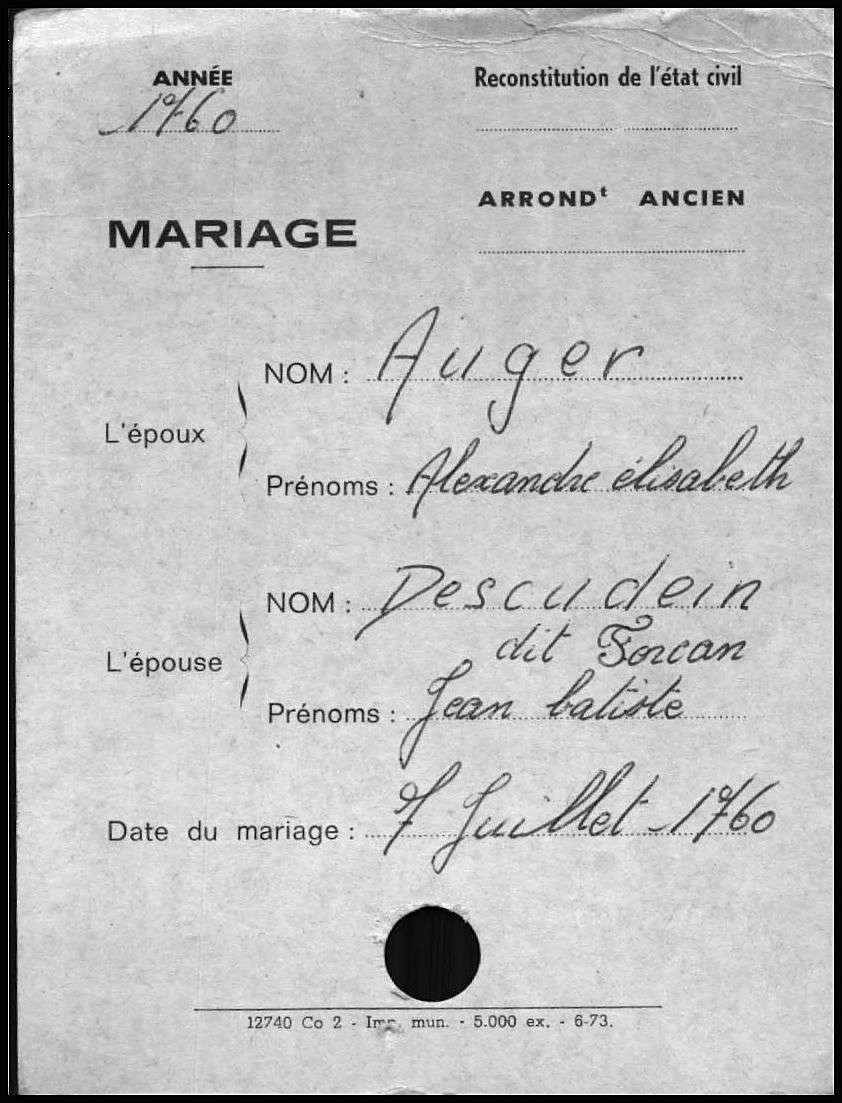 ANNÉE
1760
Reconstitution de l'état civil
ARRONDᵗ ANCIEN
MARIAGE
L'époux
NOM : Auger
Prénoms : Alexandre élisabeth
L'épouse
NOM : Descudein
dit Forcan
Prénoms : Jean batiste
Date du mariage : 7 Juillet 1760
12740 Co 2 - Imp. mun. - 5.000 ex. - 6-73.